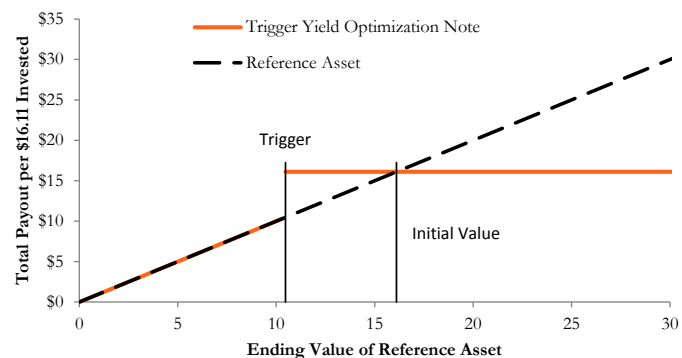 Trigger Yield Optimization Note
Reference Asset
Total Payout per $16.11 Invested
$35
$30
$25
$20
$15
$10
$5
$0
Trigger
Initial Value
0 5 10 15 20 25 30
Ending Value of Reference Asset